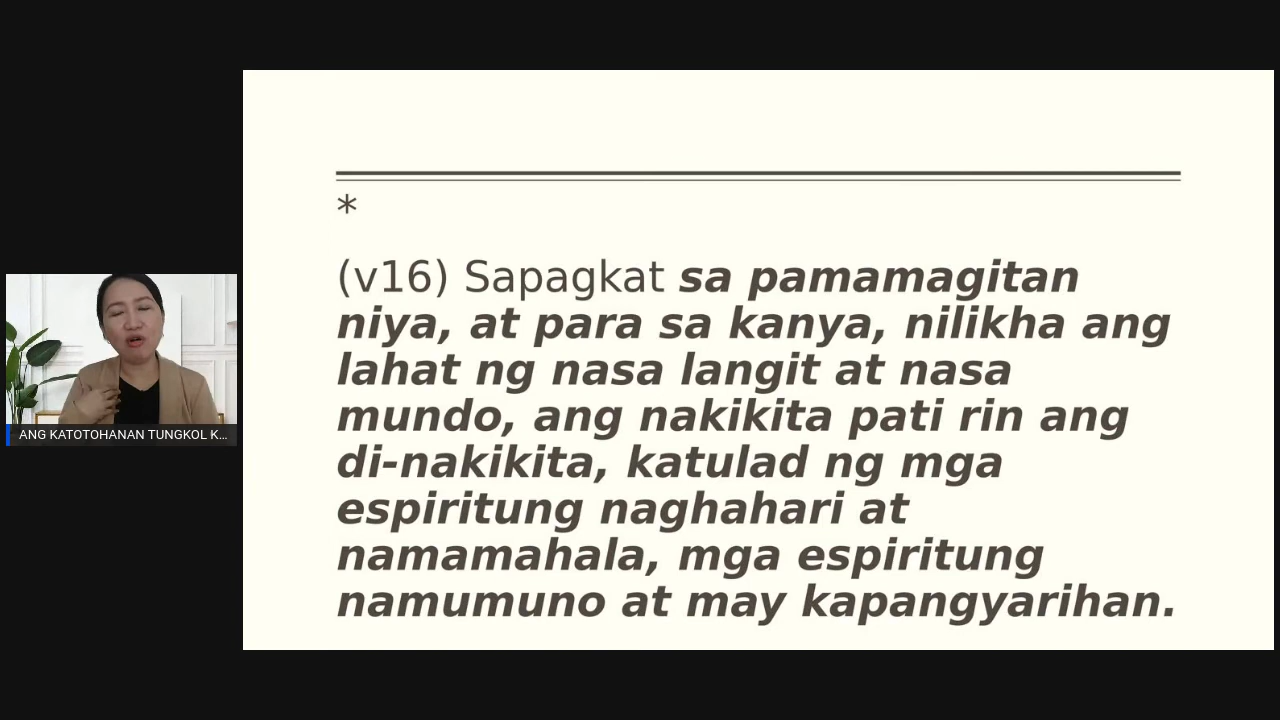 *
(v16) Sapagkat sa pamamagitan
niya, at para sa kanya, nilikha ang
lahat ng nasa langit at nasa
mundo, ang nakikita pati rin ang
di-nakikita, katulad ng mga
espiritung naghahari at
namamahala, mga espiritung
namumuno at may kapangyarihan.
ANG KATOTOHANAN TUNGKOL K...